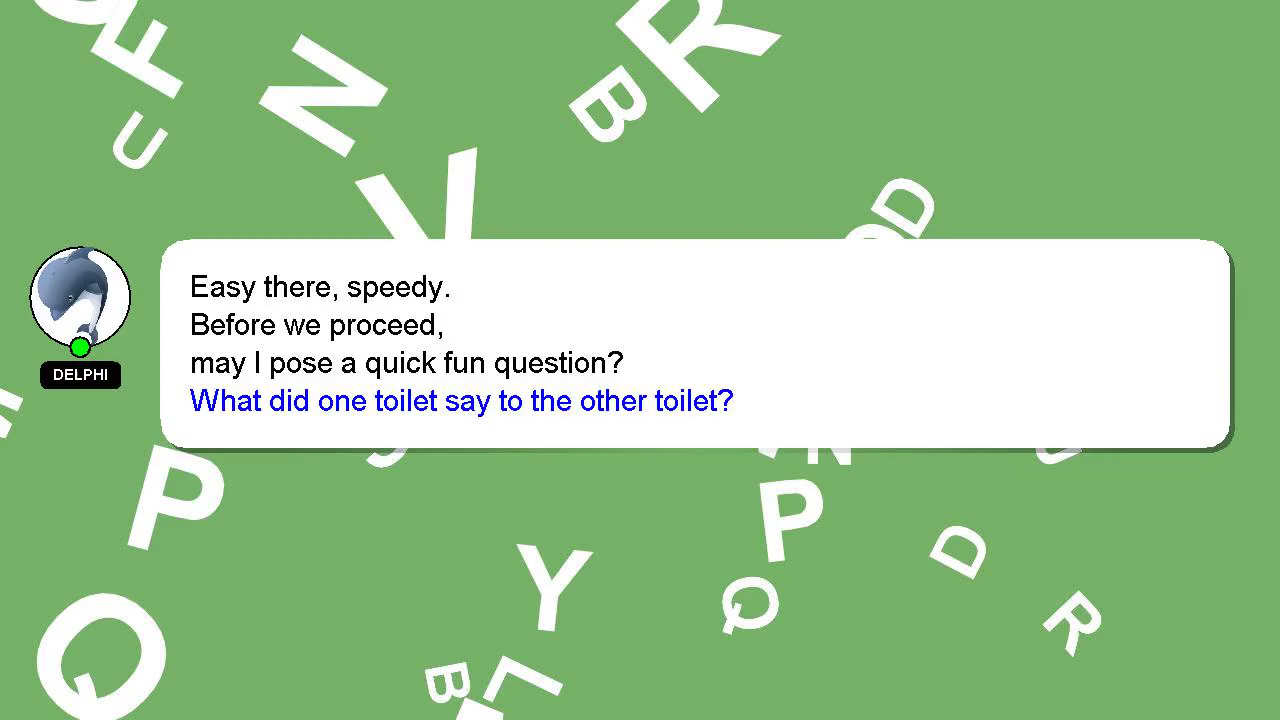 Easy there, speedy.
Before we proceed,
may I pose a quick fun question?
What did one toilet say to the other toilet?
DELPHI
F
N
U
B
R
V
D
P
N
P
Y
Q
D
R
Q
B
L